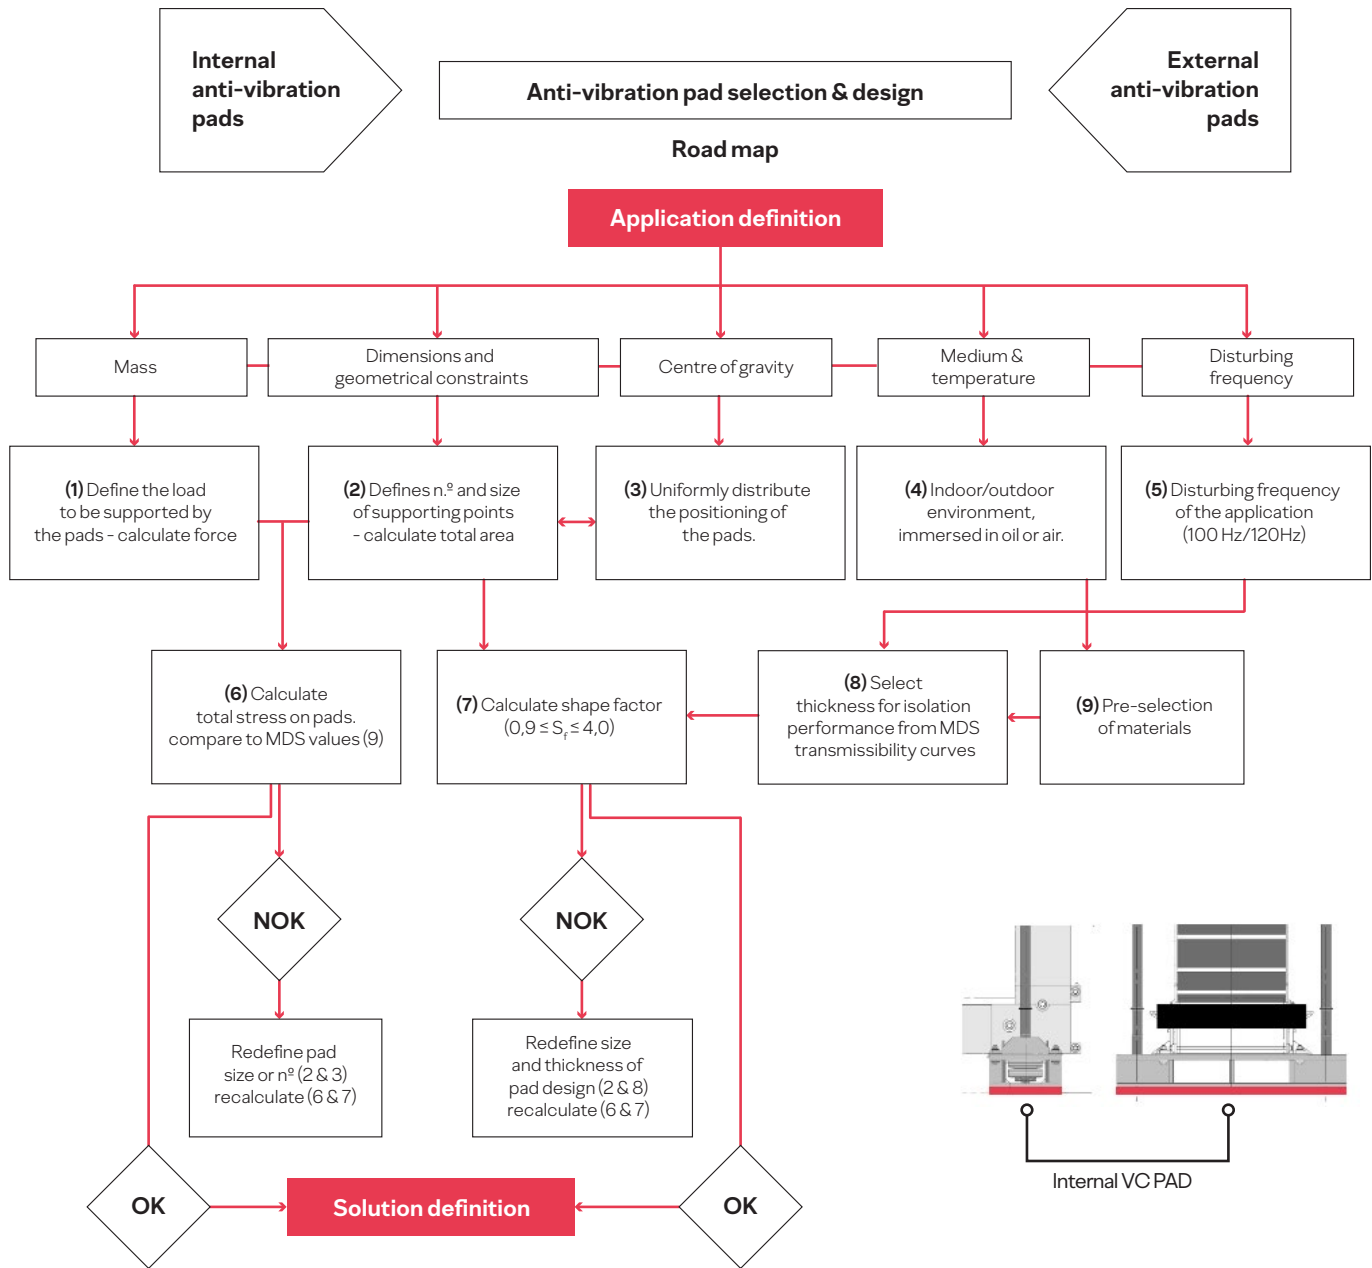 Internal
anti-vibration
pads
Anti-vibration pad selection & design
External
anti-vibration
pads
Road map
Application definition
Mass
Dimensions and
geometrical constraints
Centre of gravity
Medium &
temperature
Disturbing
frequency
(1) Define the load
to be supported by
the pads - calculate force
(2) Defines n.º and size
of supporting points
- calculate total area
(3) Uniformly distribute
the positioning of
the pads.
(4) Indoor/outdoor
environment,
immersed in oil or air.
(5) Disturbing frequency
of the application
(100 Hz/120Hz)
(6) Calculate
total stress on pads.
compare to MDS values (9)
(7) Calculate shape factor
(0,9 ≤ Sf ≤ 4,0)
(8) Select
thickness for isolation
performance from MDS
transmissibility curves
(9) Pre-selection
of materials
NOK
NOK
Redefine pad
size or nº (2 & 3)
recalculate (6 & 7)
Redefine size
and thickness of
pad design (2 & 8)
recalculate (6 & 7)
Internal VC PAD
OK
Solution definition
OK